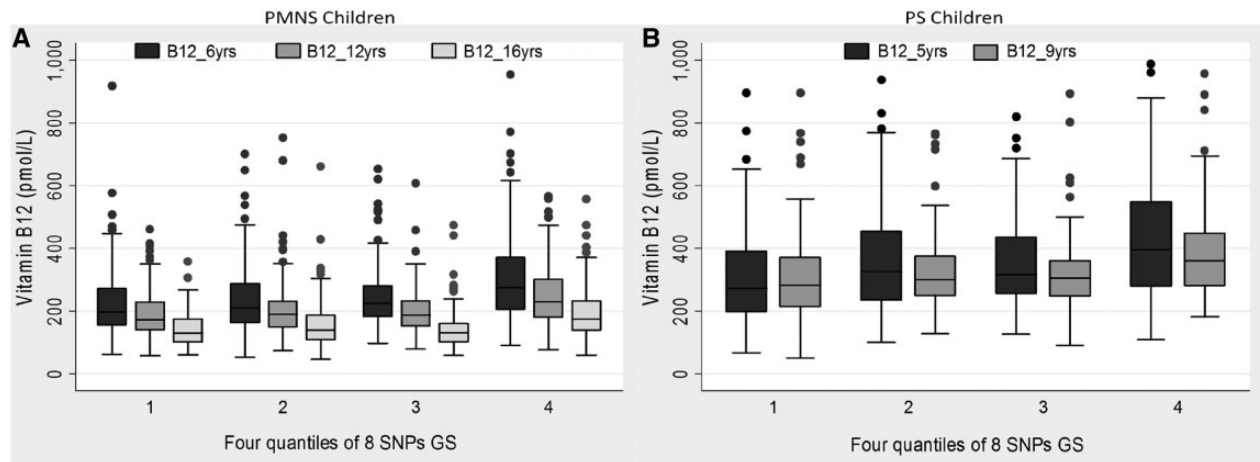 PMNS Children
A
B12_6yrs B12_12yrs B12_16yrs
1,000
800
600
400
200
0
Vitamin B12 (pmol/L)
1 2 3 4
Four quantiles of 8 SNPs GS
PS Children
B
B12_5yrs B12_9yrs
1,000
800
600
400
200
0
Vitamin B12 (pmol/L)
1 2 3 4
Four quantiles of 8 SNPs GS